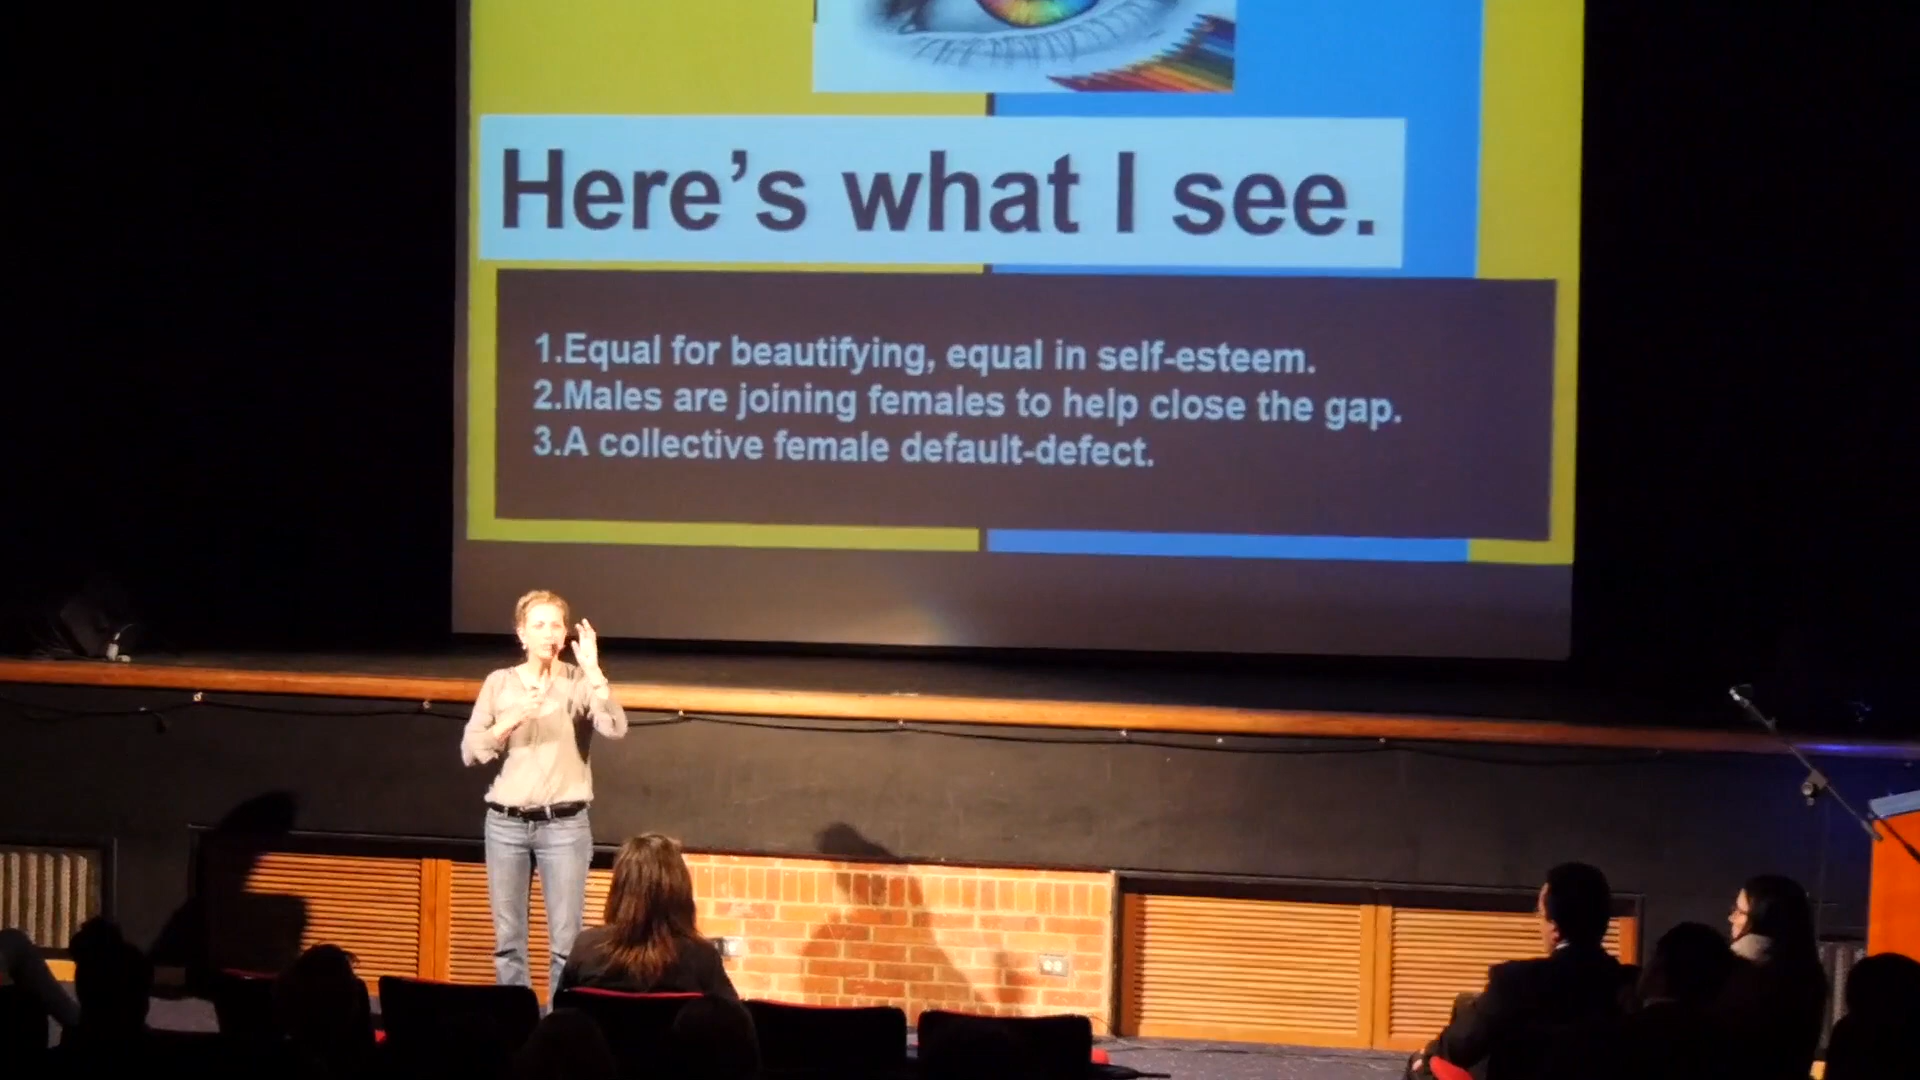 Here's what I see.
1.Equal for beautifying, equal in self-esteem.
2.Males are joining females to help close the gap.
3.A collective female default-defect.